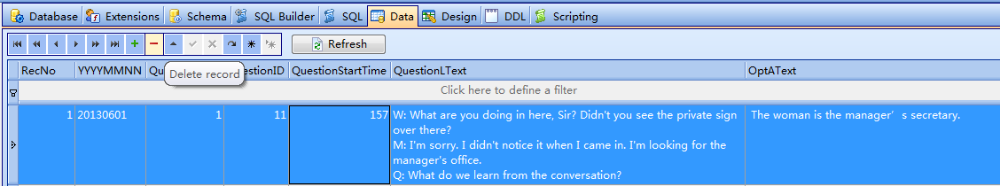 Database Extensions Schema SQL Builder SQL Data Design DDL Scripting
Refresh
Delete record
RecNo YYYYMMNN Qu estionID QuestionStartTime QuestionLText OptAText
Click here to define a filter
1 20130601 1 11 157 W: What are you doing in here, Sir? Didn't you see the private sign The woman is the manager’s secretary.
over there?
M: I'm sorry. I didn't notice it when I came in. I'm looking for the
manager's office.
Q: What do we learn from the conversation?